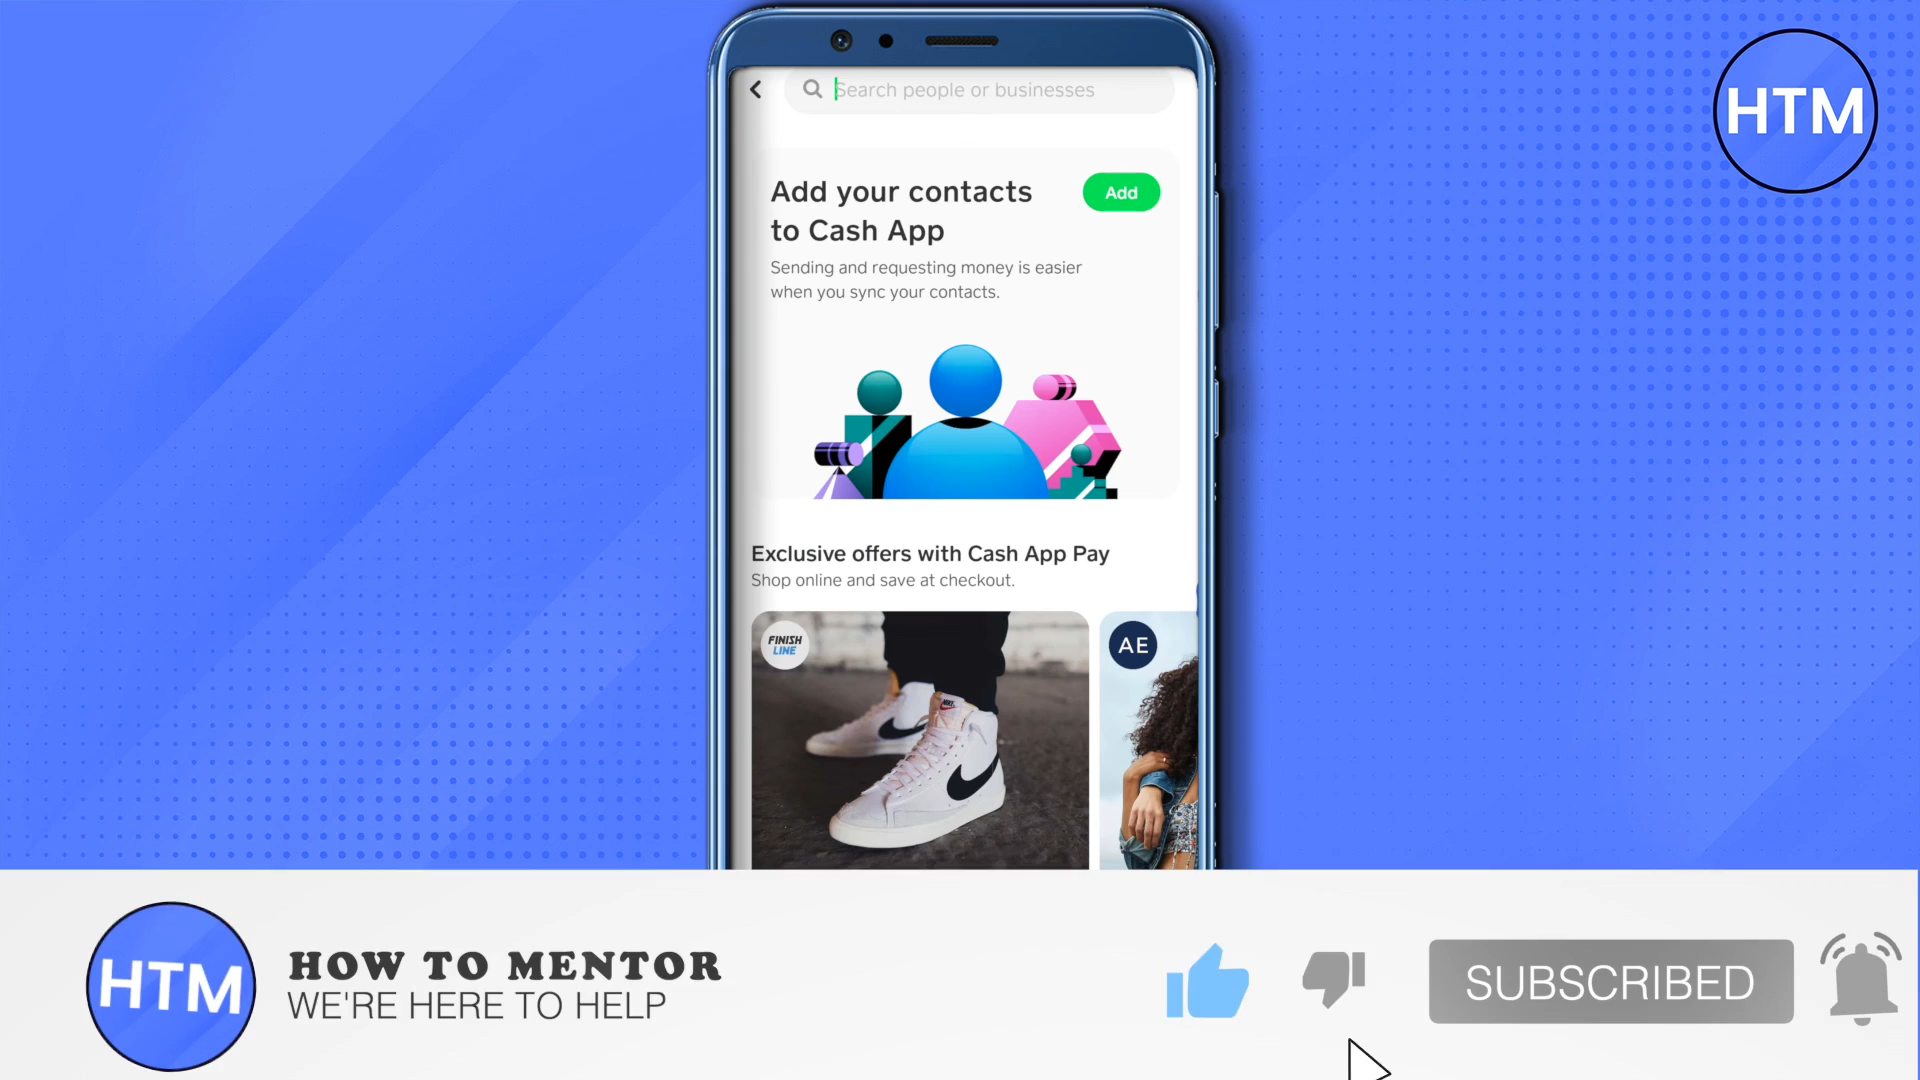 Search people or businesses
HTM
Add your contacts
to Cash App
Add
Sending and requesting money is easier
when you sync your contacts.
Exclusive offers with Cash App Pay
Shop online and save at checkout.
FINISH
LINE
AE
NIKE
HTM
HOW TO MENTOR
WE'RE HERE TO HELP
SUBSCRIBED